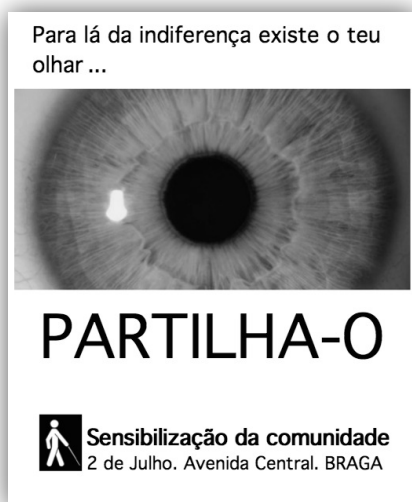 Para lá da indiferença existe o teu
olhar ...
PARTILHA-O
Sensibilização da comunidade
2 de Julho. Avenida Central. BRAGA